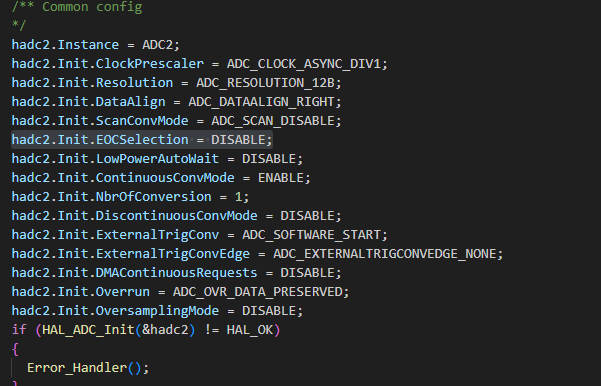 /** Common config
*/
hadc2.Instance = ADC2;
hadc2.Init.ClockPrescaler = ADC_CLOCK_ASYNC_DIV1;
hadc2.Init.Resolution = ADC_RESOLUTION_12B;
hadc2.Init.DataAlign = ADC_DATAALIGN_RIGHT;
hadc2.Init.ScanConvMode = ADC_SCAN_DISABLE;
hadc2.Init.EOCSelection = DISABLE;
hadc2.Init.LowPowerAutoWait = DISABLE;
hadc2.Init.ContinuousConvMode = ENABLE;
hadc2.Init.NbrOfConversion = 1;
hadc2.Init.DiscontinuousConvMode = DISABLE;
hadc2.Init.ExternalTrigConv = ADC_SOFTWARE_START;
hadc2.Init.ExternalTrigConvEdge = ADC_EXTERNALTRIGCONVEDGE_NONE;
hadc2.Init.DMAContinuousRequests = DISABLE;
hadc2.Init.Overrun = ADC_OVR_DATA_PRESERVED;
hadc2.Init.OversamplingMode = DISABLE;
if (HAL_ADC_Init(&hadc2) != HAL_OK)
{
Error_Handler();
}